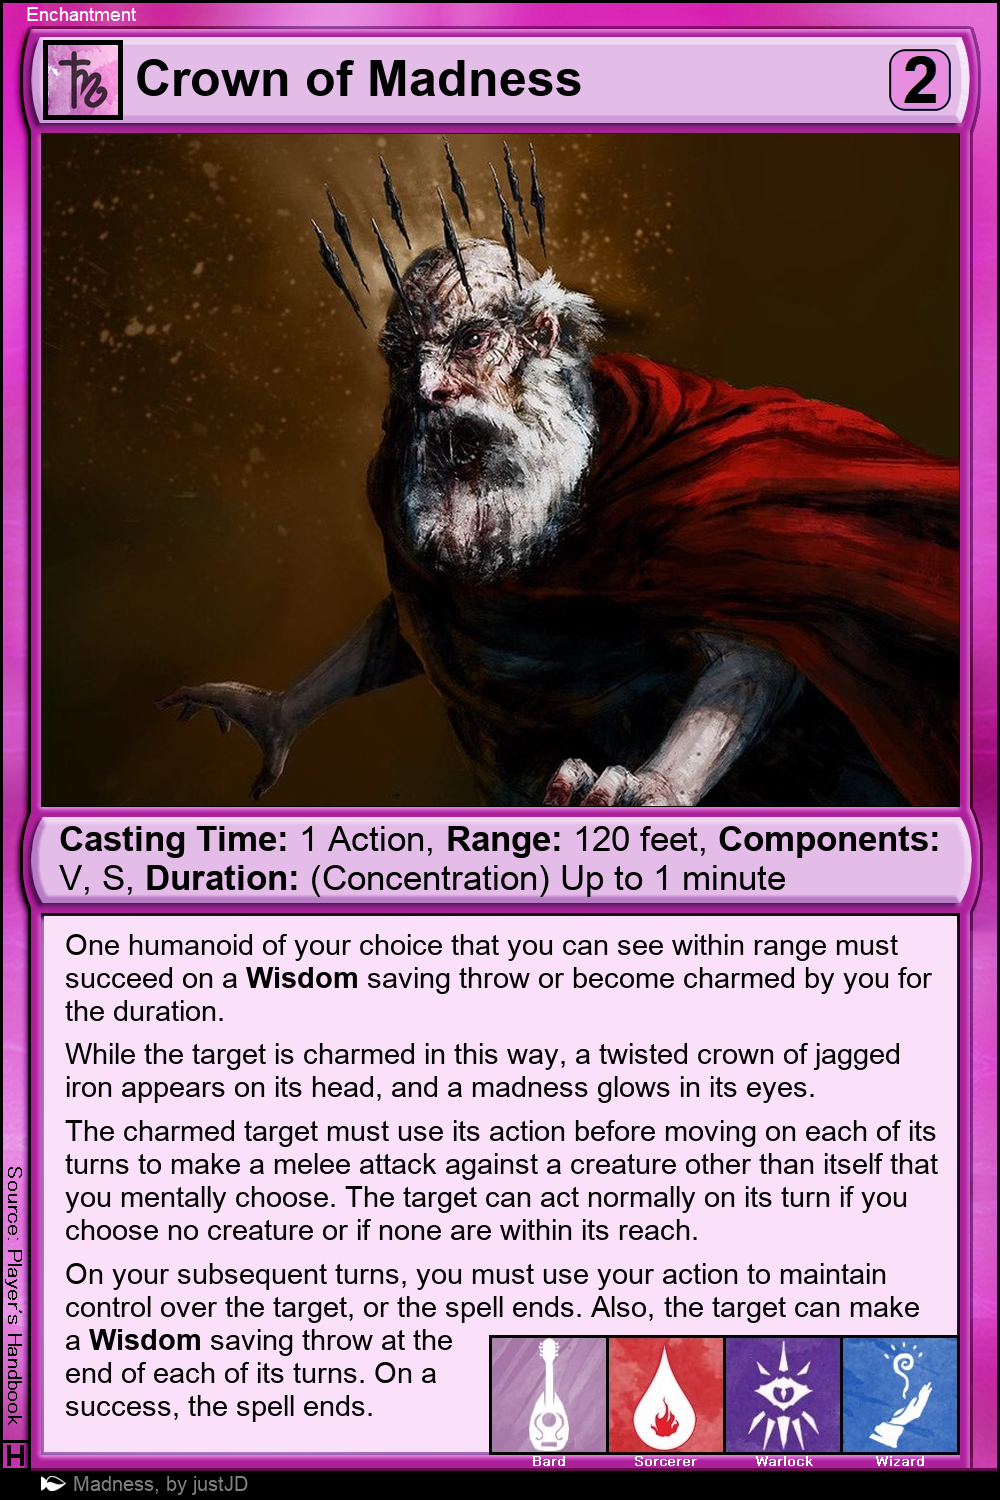 Enchantment
Crown of Madness
2
Casting Time: 1 Action, Range: 120 feet, Components:
V, S, Duration: (Concentration) Up to 1 minute
One humanoid of your choice that you can see within range must
succeed on a Wisdom saving throw or become charmed by you for
the duration.
While the target is charmed in this way, a twisted crown of jagged
iron appears on its head, and a madness glows in its eyes.
The charmed target must use its action before moving on each of its
turns to make a melee attack against a creature other than itself that
you mentally choose. The target can act normally on its turn if you
choose no creature or if none are within its reach.
On your subsequent turns, you must use your action to maintain
control over the target, or the spell ends. Also, the target can make
a Wisdom saving throw at the
end of each of its turns. On a
success, the spell ends.
Bard Sorcerer Warlock Wizard
Source: Player's Handbook
H
Madness, by justJD